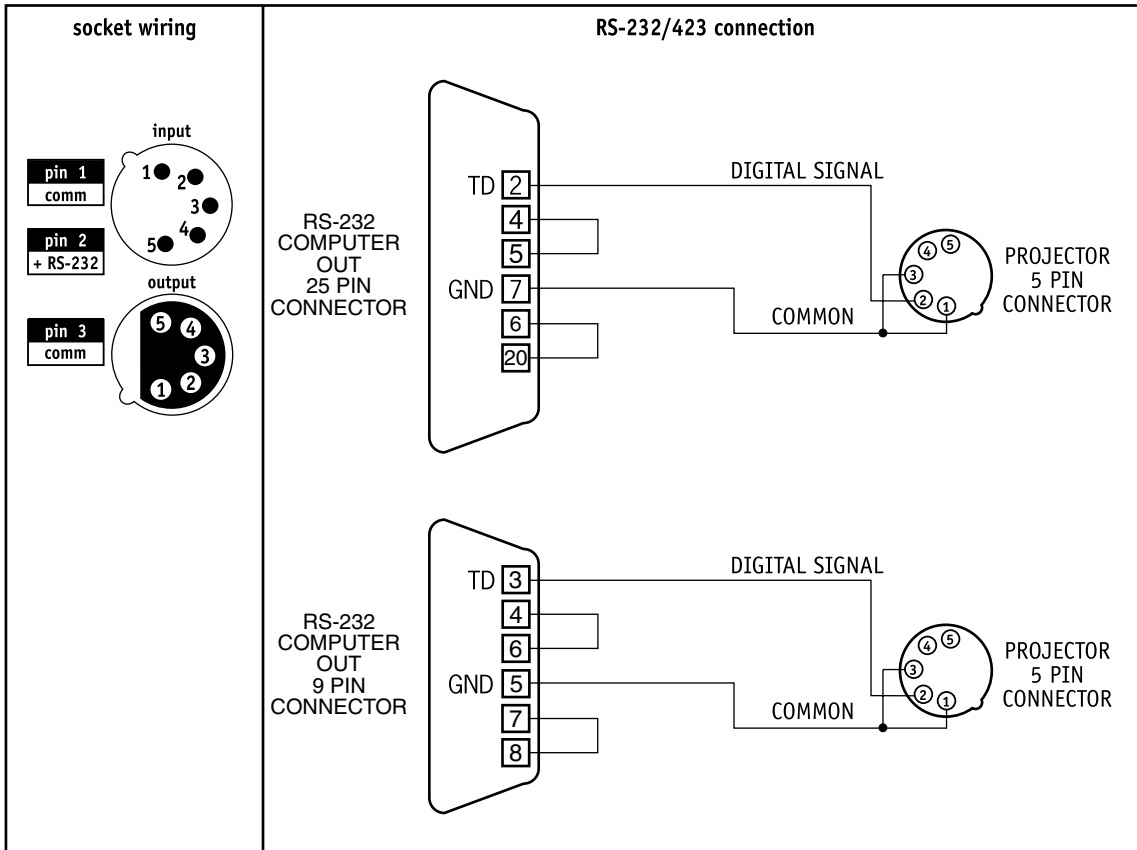 socket wiring
input
pin 1
comm
pin 2
+ RS-232
1
2
3
4
5
output
pin 3
comm
5
4
3
2
1
RS-232/423 connection
RS-232
COMPUTER
OUT
25 PIN
CONNECTOR
TD 2
4
5
GND 7
6
20
DIGITAL SIGNAL
COMMON
4
5
3
2
1
PROJECTOR
5 PIN
CONNECTOR
RS-232
COMPUTER
OUT
9 PIN
CONNECTOR
TD 3
4
6
GND 5
7
8
DIGITAL SIGNAL
COMMON
4
5
3
2
1
PROJECTOR
5 PIN
CONNECTOR